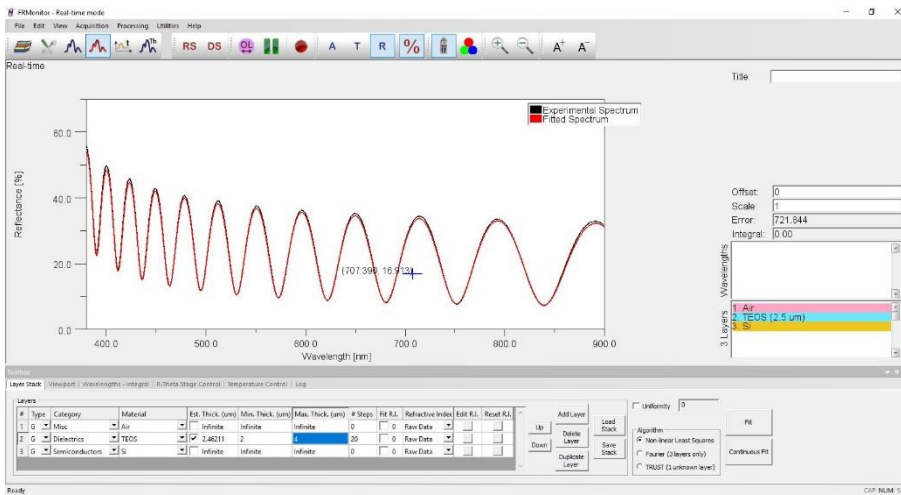 FRMonitor - Real-time mode
File Edit View Acquisition Processing Utilities Help
RS DS OL A T R % A+ A-
Real-time
Title:
Experimental Spectrum
Fitted Spectrum
60.0
40.0
20.0
0.0
Reflectance [%]
(707.390, 16.913)
400.0 500.0 600.0 700.0 800.0 900.0
Wavelength [nm]
Offset: 0
Scale: 1
Error: 721.844
Integral: 0.00
Wavelengths
3 Layers
1. Air
2. TEOS (2.5 um)
3. Si
Toolbox
Layer Stack | Viewport | Wavelengths - Integral | R-Theta Stage Control | Temperature Control | Log
Layers
# Type Category Material Est. Thick. (um) Min. Thick. (um) Max. Thick. (um) # Steps Fit R.I. Refractive Index Edit R.I. Reset R.I.
1 G Misc Air Infinite Infinite Infinite 0 0 Raw Data
2 G Dielectrics TEOS 2.46211 2 4 20 0 Raw Data
3 G Semiconductors Si Infinite Infinite Infinite 0 0 Raw Data
Up
Down
Add Layer
Delete Layer
Duplicate Layer
Load Stack
Save Stack
Uniformity 0
Algorithm
Non-linear Least Squares
Fourier (3 layers only)
TRUST (1 unknown layer)
Fit
Continuous Fit
Ready
CAP NUM